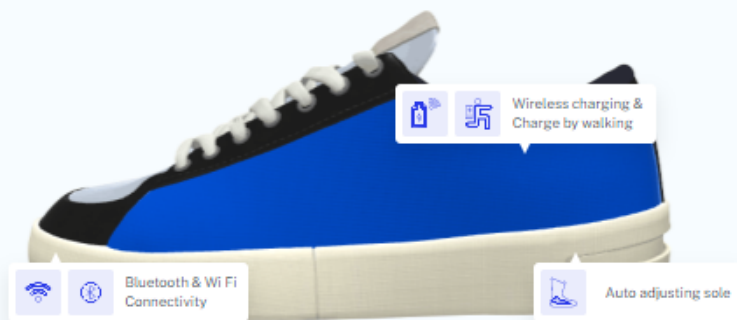 Wireless charging &
Charge by walking
Bluetooth & Wi Fi
Connectivity
Auto adjusting sole